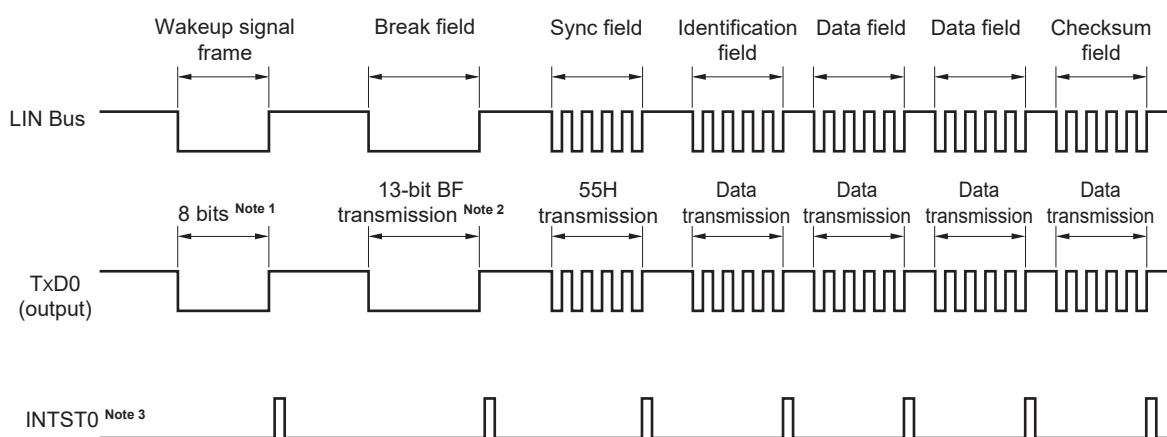 Wakeup signal frame
Break field
Sync field
Identification field
Data field
Data field
Checksum field
LIN Bus
8 bits Note 1
13-bit BF transmission Note 2
55H transmission
Data transmission
Data transmission
Data transmission
Data transmission
TxD0 (output)
INTST0 Note 3